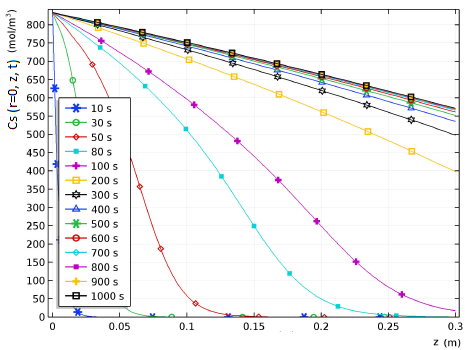 Cs (r=0, z, t) (mol/m³)
800
750
700
650
600
550
500
450
400
350
300
250
200
150
100
50
0
10 s
30 s
50 s
80 s
100 s
200 s
300 s
400 s
500 s
600 s
700 s
800 s
900 s
1000 s
0 0.05 0.1 0.15 0.2 0.25 0.3
z (m)